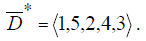 D̅* = ⟨1,5,2,4,3⟩.